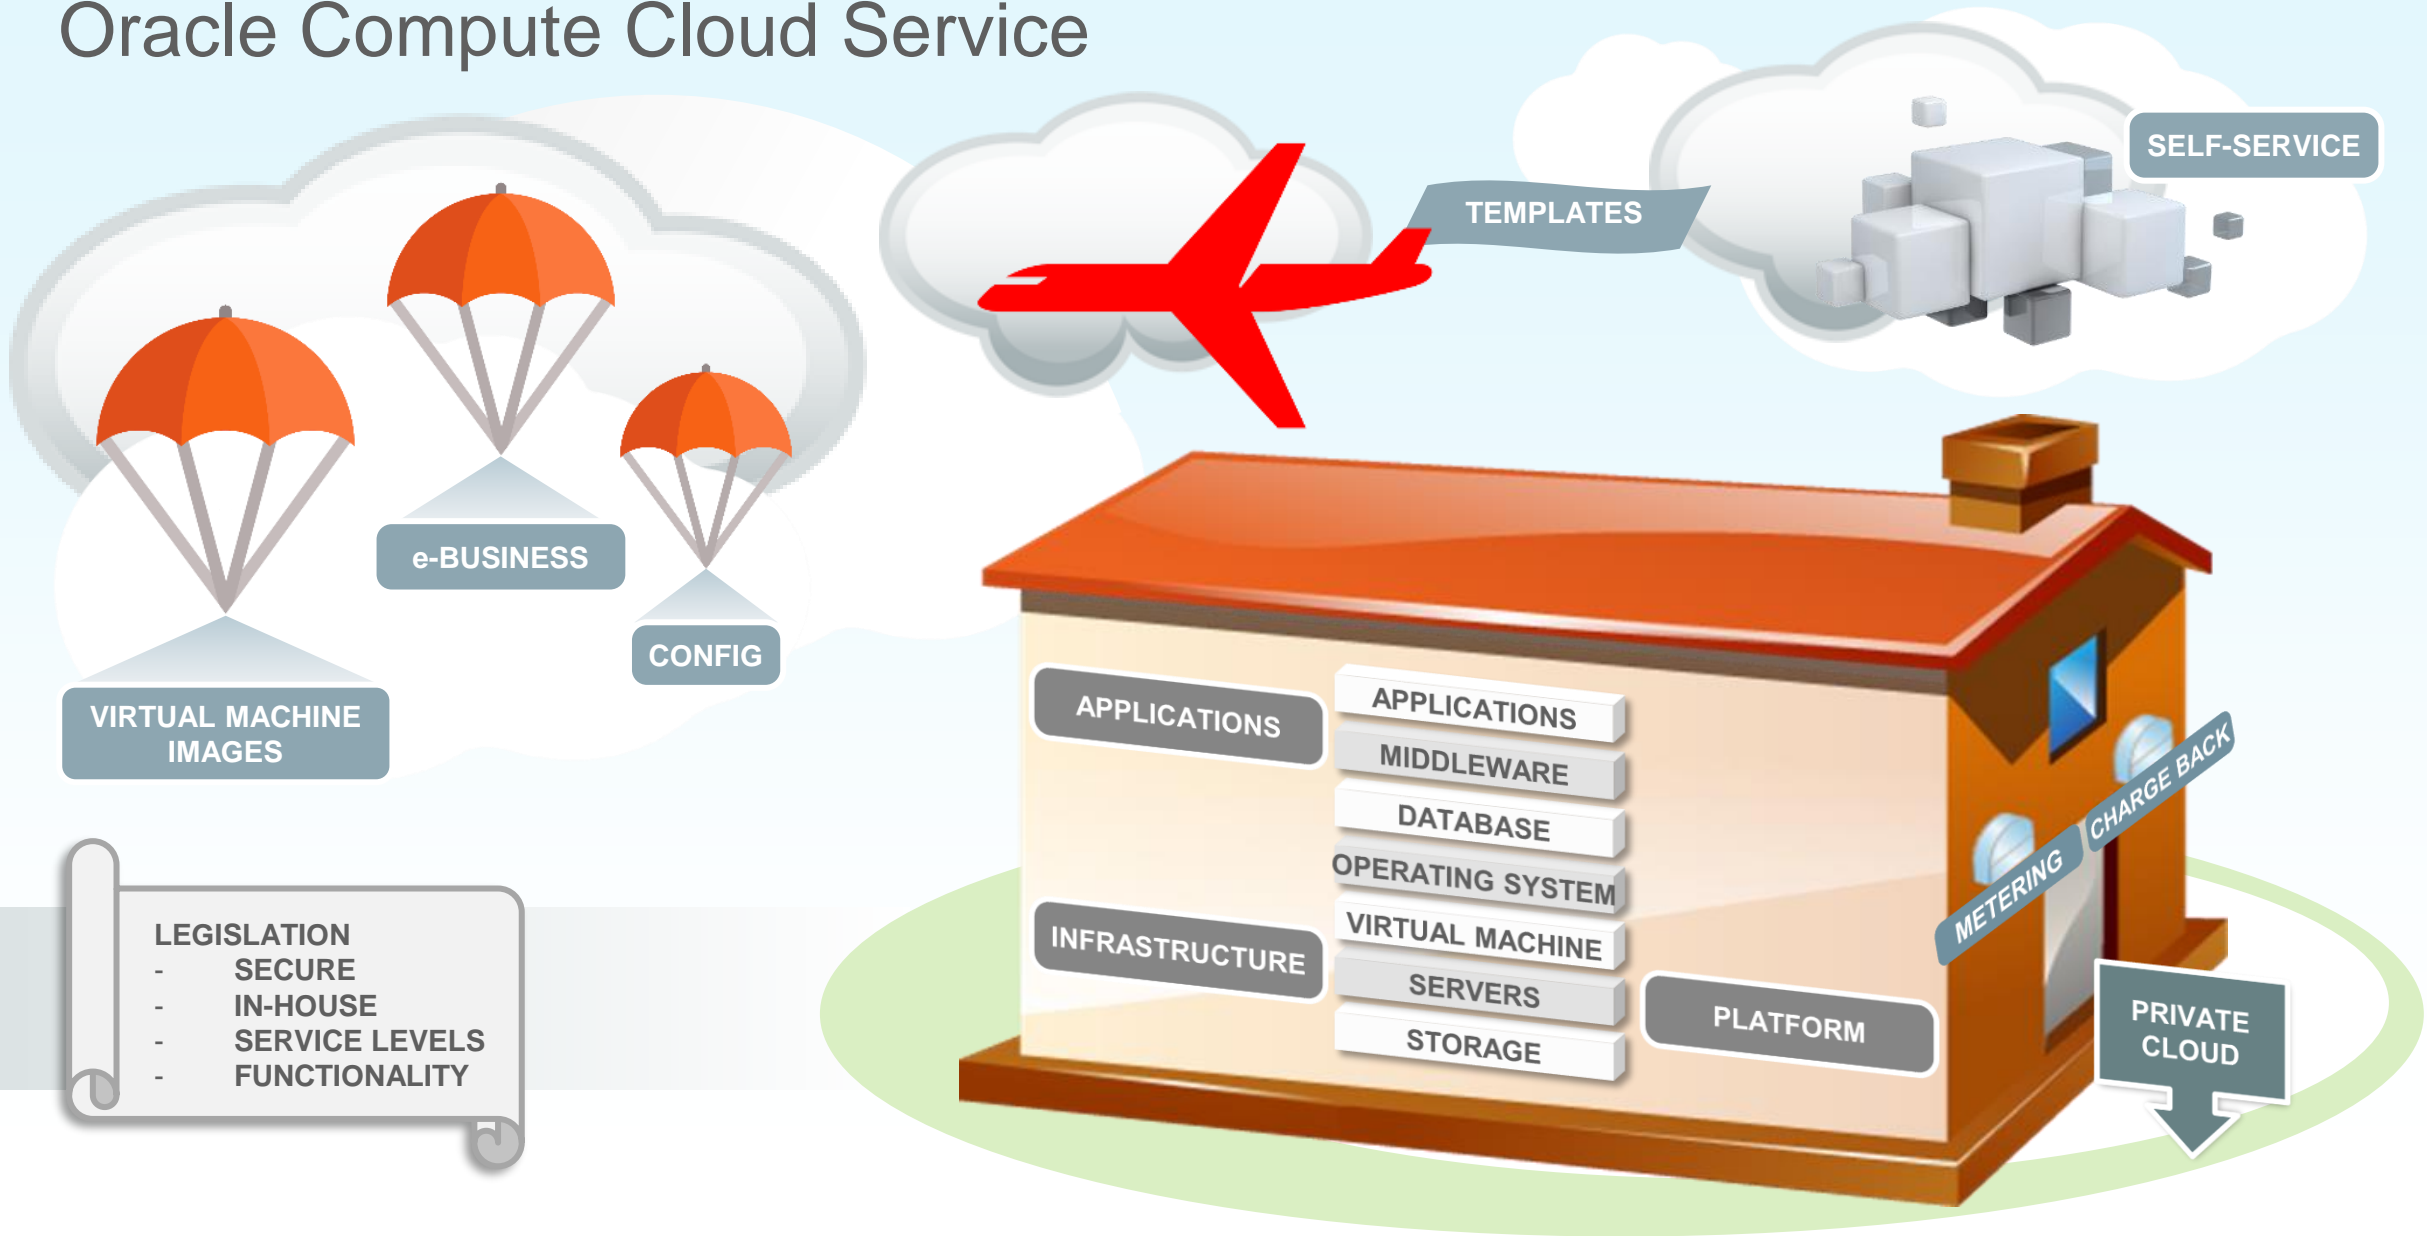 Oracle Compute Cloud Service
SELF-SERVICE
TEMPLATES
e-BUSINESS
CONFIG
VIRTUAL MACHINE
IMAGES
APPLICATIONS
INFRASTRUCTURE
APPLICATIONS
MIDDLEWARE
DATABASE
OPERATING SYSTEM
VIRTUAL MACHINE
SERVERS
STORAGE
PLATFORM
METERING
CHARGE BACK
PRIVATE
CLOUD
LEGISLATION
- SECURE
- IN-HOUSE
- SERVICE LEVELS
- FUNCTIONALITY